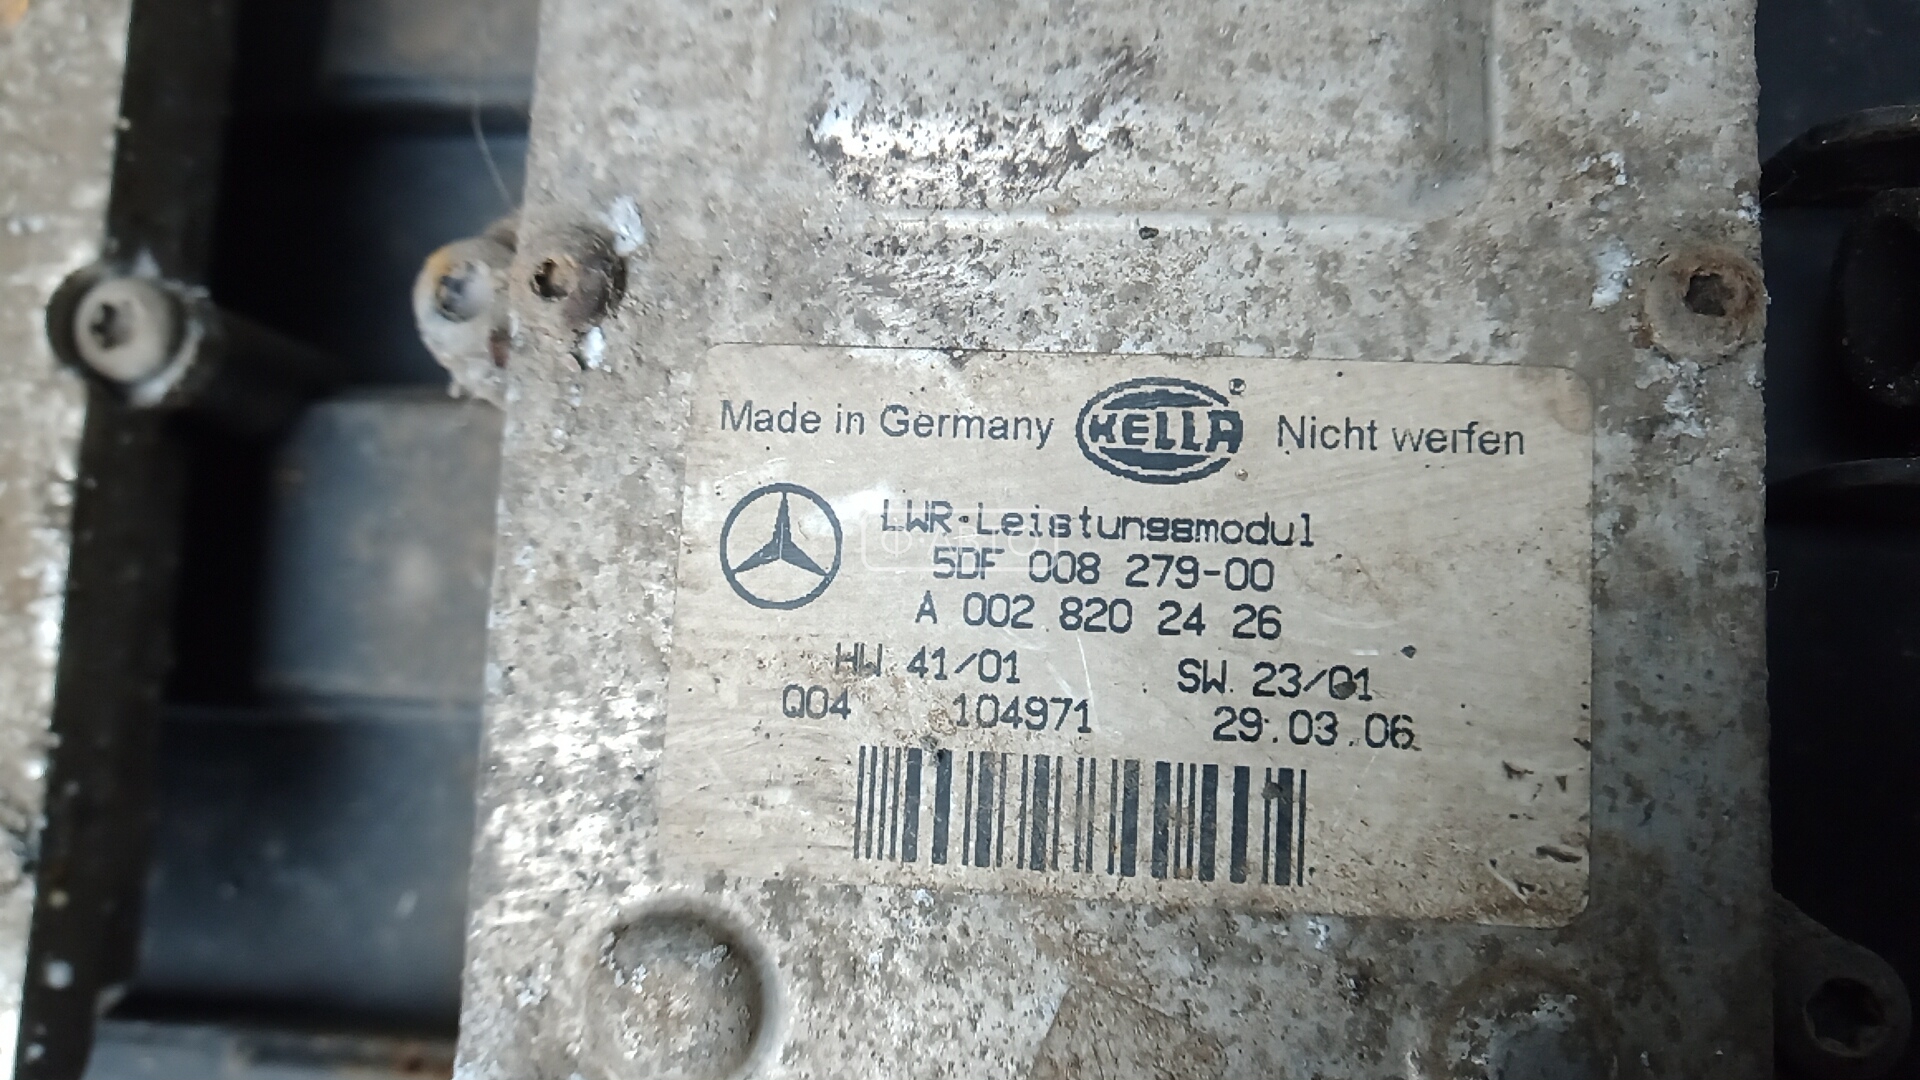 Made in Germany HELLA Nicht werfen
LWR-Leistungsmodul
5DF 008 279-00
A 002 820 24 26
HW 41/01 SW 23/01
Q04 104971 29.03.06